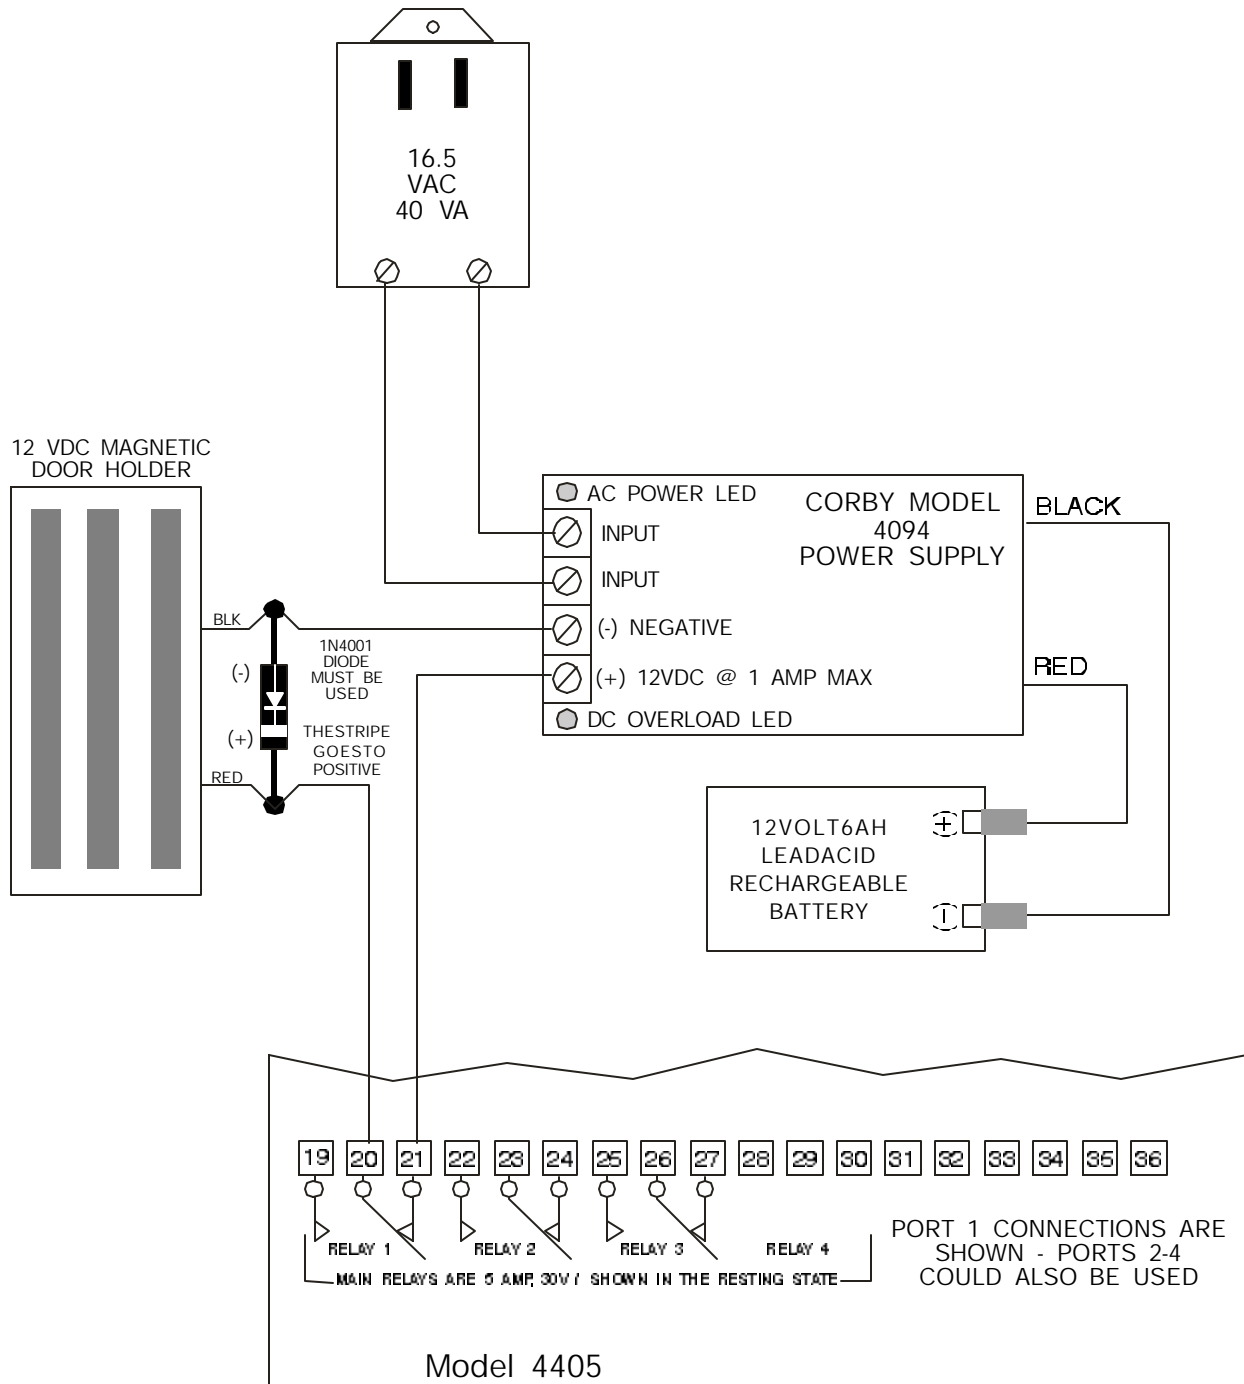 16.5
VAC
40 VA
12 VDC MAGNETIC
DOOR HOLDER
BLK
(-)
1N4001
DIODE
MUST BE
USED
(+)
THESTRIPE
GOESTO
POSITIVE
RED
AC POWER LED
INPUT
INPUT
(-) NEGATIVE
(+) 12VDC @ 1 AMP MAX
DC OVERLOAD LED
CORBY MODEL
4094
POWER SUPPLY
BLACK
RED
12VOLT6AH
LEADACID
RECHARGEABLE
BATTERY
+
-
19 20 21 22 23 24 25 26 27 28 29 30 31 32 33 34 35 36
RELAY 1 RELAY 2 RELAY 3 RELAY 4
MAIN RELAYS ARE 5 AMP, 30V / SHOWN IN THE RESTING STATE
PORT 1 CONNECTIONS ARE
SHOWN - PORTS 2-4
COULD ALSO BE USED
Model 4405